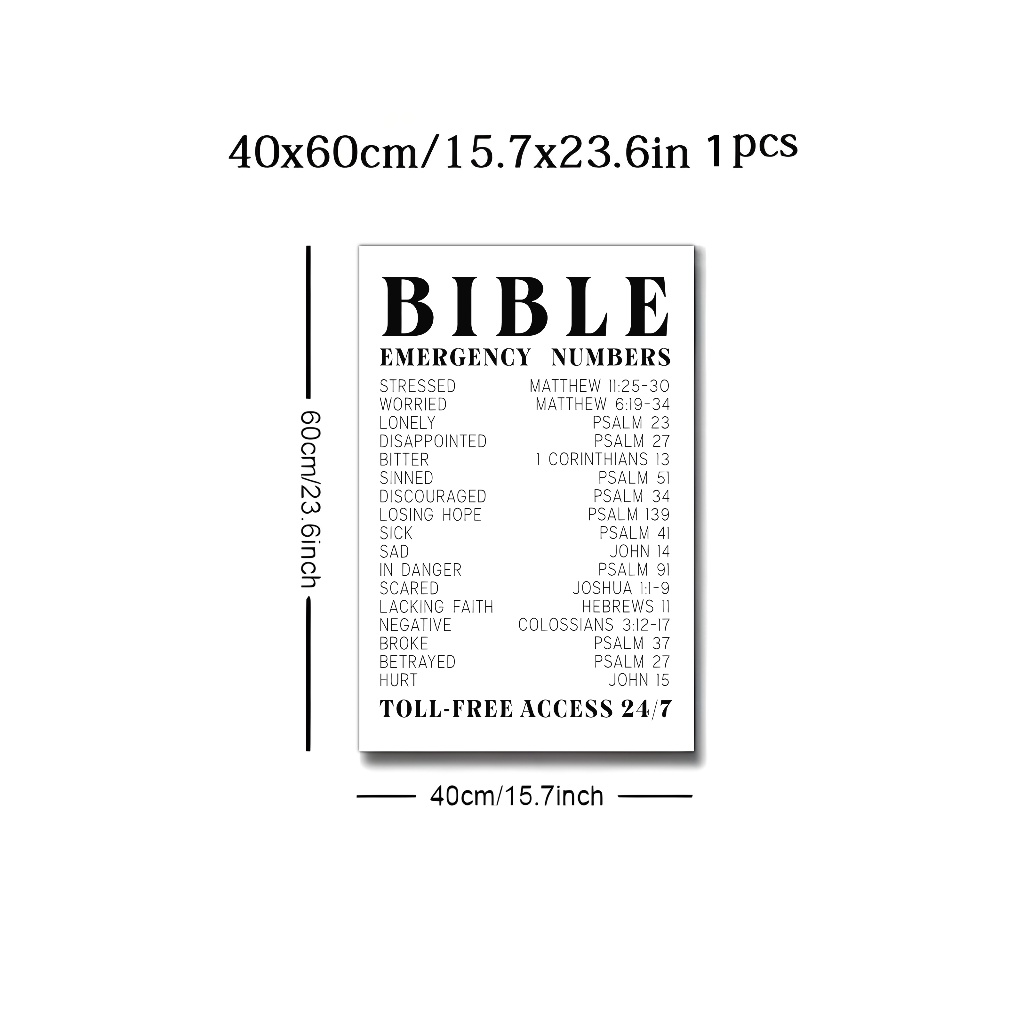 40x60cm/15.7x23.6in 1pcs
BIBLE
EMERGENCY NUMBERS
STRESSED MATTHEW 11:25-30
WORRIED MATTHEW 6:19-34
LONELY PSALM 23
DISAPPOINTED PSALM 27
BITTER 1 CORINTHIANS 13
SINNED PSALM 51
DISCOURAGED PSALM 34
LOSING HOPE PSALM 139
SICK PSALM 41
SAD JOHN 14
IN DANGER PSALM 91
SCARED JOSHUA 1:1-9
LACKING FAITH HEBREWS 11
NEGATIVE COLOSSIANS 3:12-17
BROKE PSALM 37
BETRAYED PSALM 27
HURT JOHN 15
TOLL-FREE ACCESS 24/7
60cm/23.6inch
40cm/15.7inch